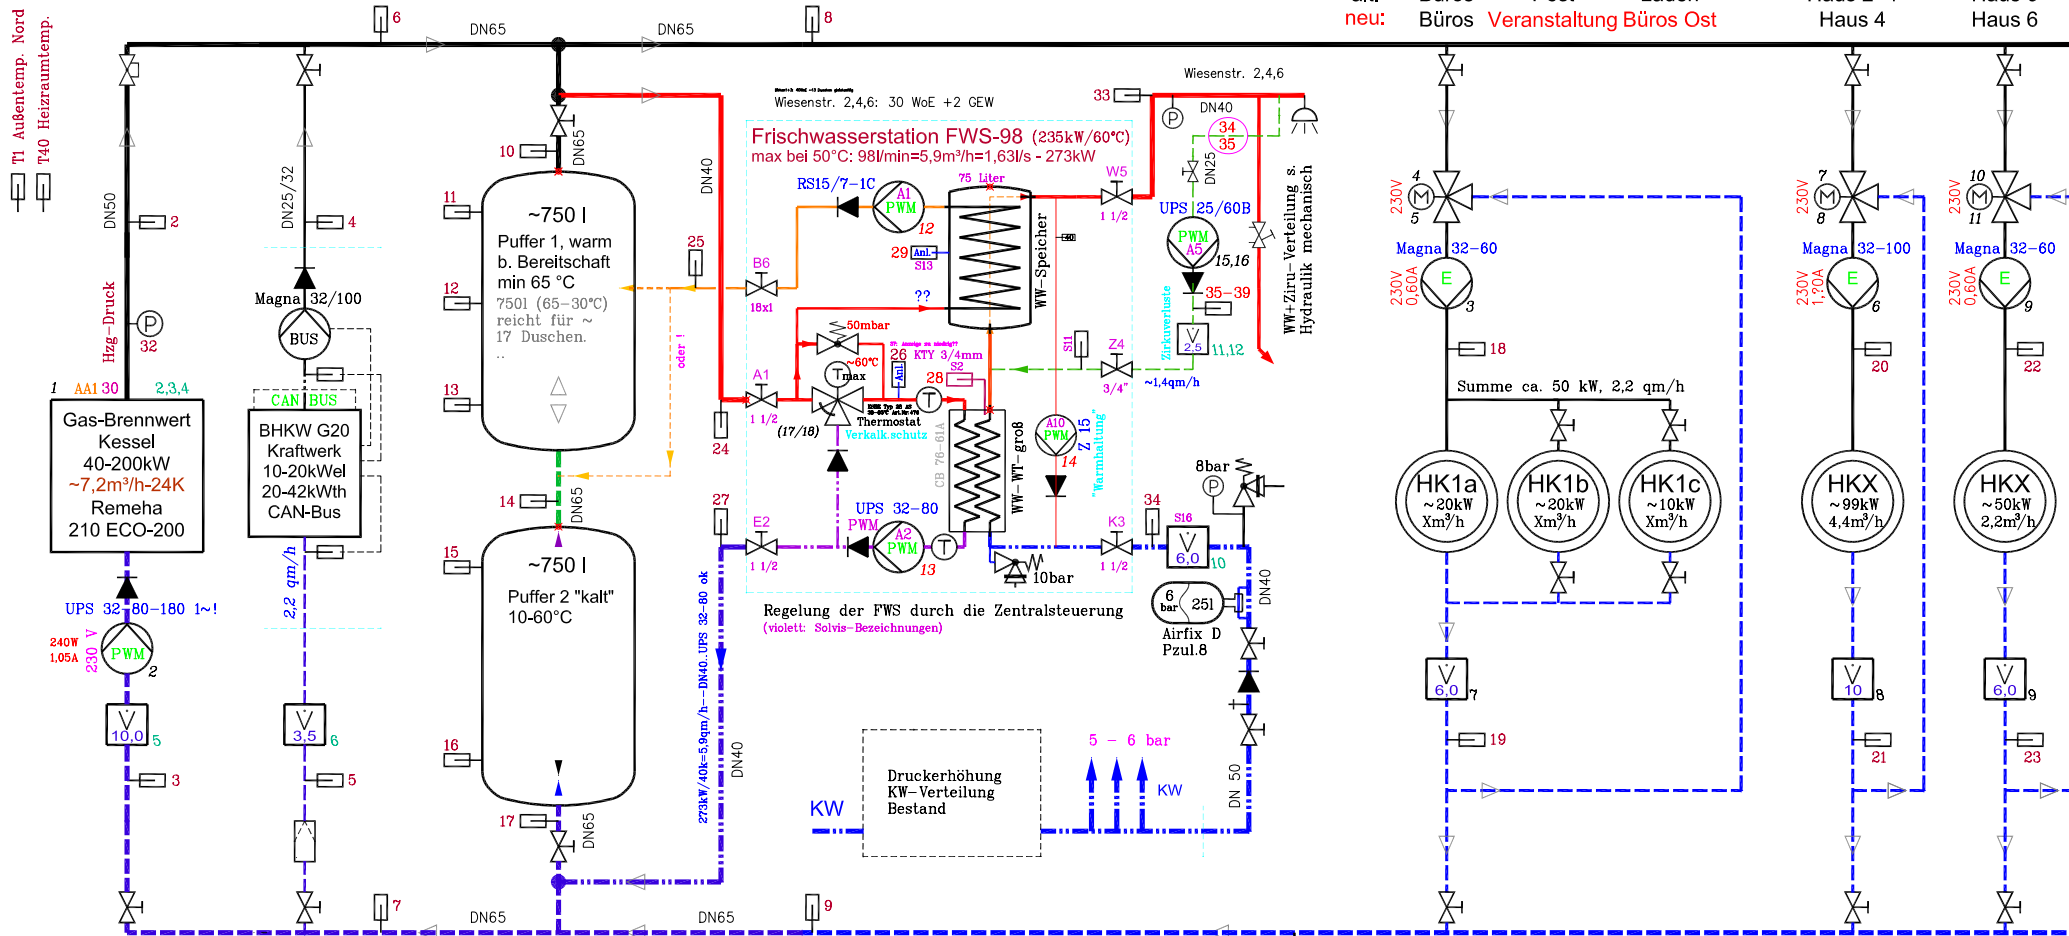 T1 Außentemp. Nord
T40 Heizraumtemp.
6
DN65
DN65
8
neu:
Büros
Veranstaltung
Büros Ost
Haus 4
Haus 6
DN50
2
Hzg-Druck
P
32
1
AA1
30
2,3,4
Gas-Brennwert
Kessel
40-200kW
~7,2m³/h-24K
Remeha
210 ECO-200
UPS 32-80-180 1~!
240W
1,05A
230 V
PWM
2
V
10,0
5
3
DN25/32
4
Magna 32/100
BUS
CAN BUS
BHKW G20
Kraftwerk
10-20kWel
20-42kWth
CAN-Bus
2,2 qm/h
V
3,5
6
5
7
DN65
DN65
9
10
DN65
11
12
13
~750 l
Puffer 1, warm
b. Bereitschaft
min 65 °C
750l (65-30°C)
reicht für ~
17 Duschen.
..
14
DN65
15
16
17
~750 l
Puffer 2 "kalt"
10-60°C
DN65
DN40
25
oder !
24
27
273kW/40k=5,9qm/h--DN40..UPS 32-80 ok
DN40
Wiesenstr. 2,4,6: 30 WoE +2 GEW
Frischwasserstation FWS-98 (235kW/60°C)
max bei 50°C: 98l/min=5,9m³/h=1,63l/s - 273kW
RS15/7-1C
A1
PWM
12
75 Liter
WW-Speicher
29
Anl.
S13
B6
18x1
??
50mbar
~60°C
T
max
26
Anl.
KTY 3/4mm
28
S2
T
A1
1 1/2
(17/18)
Thermostat
Verkalk.schutz
CB 76-61A
WW-WT-groß
A10
PWM
14
Z 15
"Warmhaltung"
E2
1 1/2
UPS 32-80
PWM
A2
PWM
13
T
10bar
W5
1 1/2
S11
Z4
3/4"
~1,4qm/h
K3
1 1/2
Regelung der FWS durch die Zentralsteuerung
(violett: Solvis-Bezeichnungen)
Wiesenstr. 2,4,6
33
P
DN40
34
35
DN25
UPS 25/60B
PWM
A5
15,16
35-39
Zirkuverluste
V
2,5
11,12
WW+Zirku-Verteilung s.
Hydraulik mechanisch
8bar
P
34
S16
V
6,0
10
DN40
6
bar
25l
Airfix D
Pzul.8
DN 50
KW
Druckerhöhung
KW-Verteilung
Bestand
5 - 6 bar
KW
230V
4
M
5
Magna 32-60
230V
0,60A
E
3
18
Summe ca. 50 kW, 2,2 qm/h
HK1a
~20kW
Xm³/h
HK1b
~20kW
Xm³/h
HK1c
~10kW
Xm³/h
V
6,0
7
19
230V
7
M
8
Magna 32-100
230V
E
6
20
HKX
~99kW
4,4m³/h
V
10
8
21
230V
10
M
11
Magna 32-60
230V
0,60A
E
9
22
HKX
~50kW
2,2m³/h
V
6,0
9
23